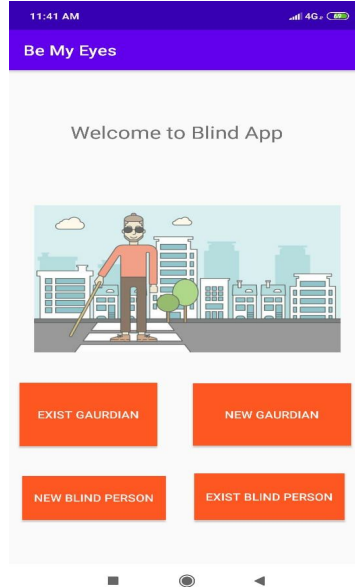 11:41 AM 4G
Be My Eyes
Welcome to Blind App
EXIST GAURDIAN NEW GAURDIAN
NEW BLIND PERSON EXIST BLIND PERSON